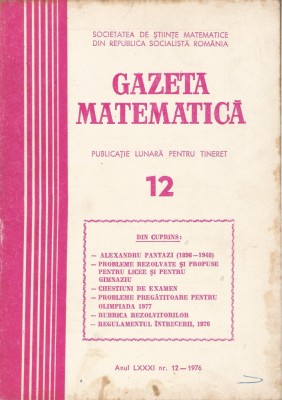 SOCIETATEA DE ȘTIINȚE MATEMATICE
DIN REPUBLICA SOCIALISTĂ ROMÂNIA
GAZETA
MATEMATICĂ
PUBLICAȚIE LUNARĂ PENTRU TINERET
12
DIN CUPRINS:
— ALEXANDRU PANTAZI (1896—1948)
— PROBLEME REZOLVATE ȘI PROPUSE
PENTRU LICEE ȘI PENTRU
GIMNAZIU
— CHESTIUNI DE EXAMEN
— PROBLEME PREGĂTITOARE PENTRU
OLIMPIADA 1977
— RUBRICA REZOLVITORILOR
— REGULAMENTUL ÎNTRECERII, 1976
Anul LXXXI nr. 12—1976